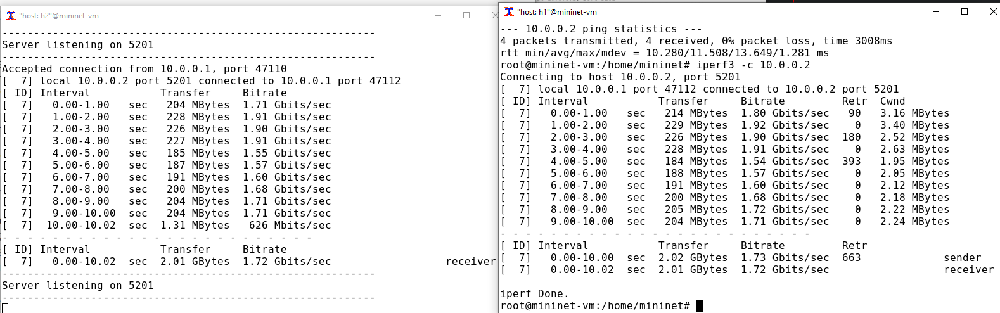 "host: h2"@mininet-vm
-----------------------------------------------------------
Server listening on 5201
-----------------------------------------------------------
Accepted connection from 10.0.0.1, port 47110
[  7] local 10.0.0.2 port 5201 connected to 10.0.0.1 port 47112
[ ID] Interval           Transfer     Bitrate
[  7]   0.00-1.00   sec   204 MBytes  1.71 Gbits/sec
[  7]   1.00-2.00   sec   228 MBytes  1.91 Gbits/sec
[  7]   2.00-3.00   sec   226 MBytes  1.90 Gbits/sec
[  7]   3.00-4.00   sec   227 MBytes  1.91 Gbits/sec
[  7]   4.00-5.00   sec   185 MBytes  1.55 Gbits/sec
[  7]   5.00-6.00   sec   187 MBytes  1.57 Gbits/sec
[  7]   6.00-7.00   sec   191 MBytes  1.60 Gbits/sec
[  7]   7.00-8.00   sec   200 MBytes  1.68 Gbits/sec
[  7]   8.00-9.00   sec   204 MBytes  1.71 Gbits/sec
[  7]   9.00-10.00  sec   204 MBytes  1.71 Gbits/sec
[  7]  10.00-10.02  sec  1.31 MBytes   626 Mbits/sec
- - - - - - - - - - - - - - - - - - - - - - - - -
[ ID] Interval           Transfer     Bitrate
[  7]   0.00-10.02  sec  2.01 GBytes  1.72 Gbits/sec                  receiver
-----------------------------------------------------------
Server listening on 5201
-----------------------------------------------------------
"host: h1"@mininet-vm
--- 10.0.0.2 ping statistics ---
4 packets transmitted, 4 received, 0% packet loss, time 3008ms
rtt min/avg/max/mdev = 10.280/11.508/13.649/1.281 ms
root@mininet-vm:/home/mininet# iperf3 -c 10.0.0.2
Connecting to host 10.0.0.2, port 5201
[  7] local 10.0.0.1 port 47112 connected to 10.0.0.2 port 5201
[ ID] Interval           Transfer     Bitrate         Retr  Cwnd
[  7]   0.00-1.00   sec   214 MBytes  1.80 Gbits/sec   90   3.16 MBytes
[  7]   1.00-2.00   sec   229 MBytes  1.92 Gbits/sec    0   3.40 MBytes
[  7]   2.00-3.00   sec   226 MBytes  1.90 Gbits/sec  180   2.52 MBytes
[  7]   3.00-4.00   sec   228 MBytes  1.91 Gbits/sec    0   2.63 MBytes
[  7]   4.00-5.00   sec   184 MBytes  1.54 Gbits/sec  393   1.95 MBytes
[  7]   5.00-6.00   sec   188 MBytes  1.57 Gbits/sec    0   2.05 MBytes
[  7]   6.00-7.00   sec   191 MBytes  1.60 Gbits/sec    0   2.12 MBytes
[  7]   7.00-8.00   sec   200 MBytes  1.68 Gbits/sec    0   2.18 MBytes
[  7]   8.00-9.00   sec   205 MBytes  1.72 Gbits/sec    0   2.22 MBytes
[  7]   9.00-10.00  sec   204 MBytes  1.71 Gbits/sec    0   2.24 MBytes
- - - - - - - - - - - - - - - - - - - - - - - - -
[ ID] Interval           Transfer     Bitrate         Retr
[  7]   0.00-10.00  sec  2.02 GBytes  1.73 Gbits/sec  663             sender
[  7]   0.00-10.02  sec  2.01 GBytes  1.72 Gbits/sec                  receiver
iperf Done.
root@mininet-vm:/home/mininet#